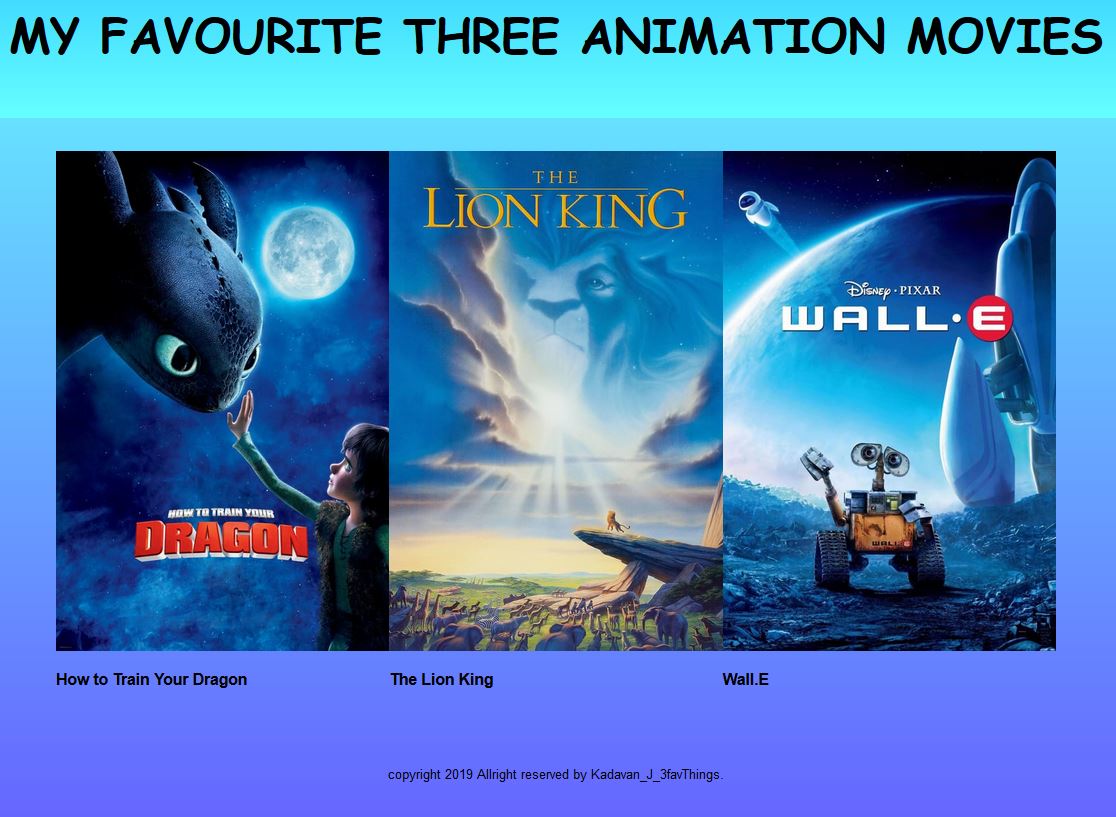 MY FAVOURITE THREE ANIMATION MOVIES
HOW TO TRAIN YOUR
DRAGON
THE
LION KING
DISNEY · PIXAR
WALL·E
WALL·E
How to Train Your Dragon
The Lion King
Wall.E
copyright 2019 Allright reserved by Kadavan_J_3favThings.